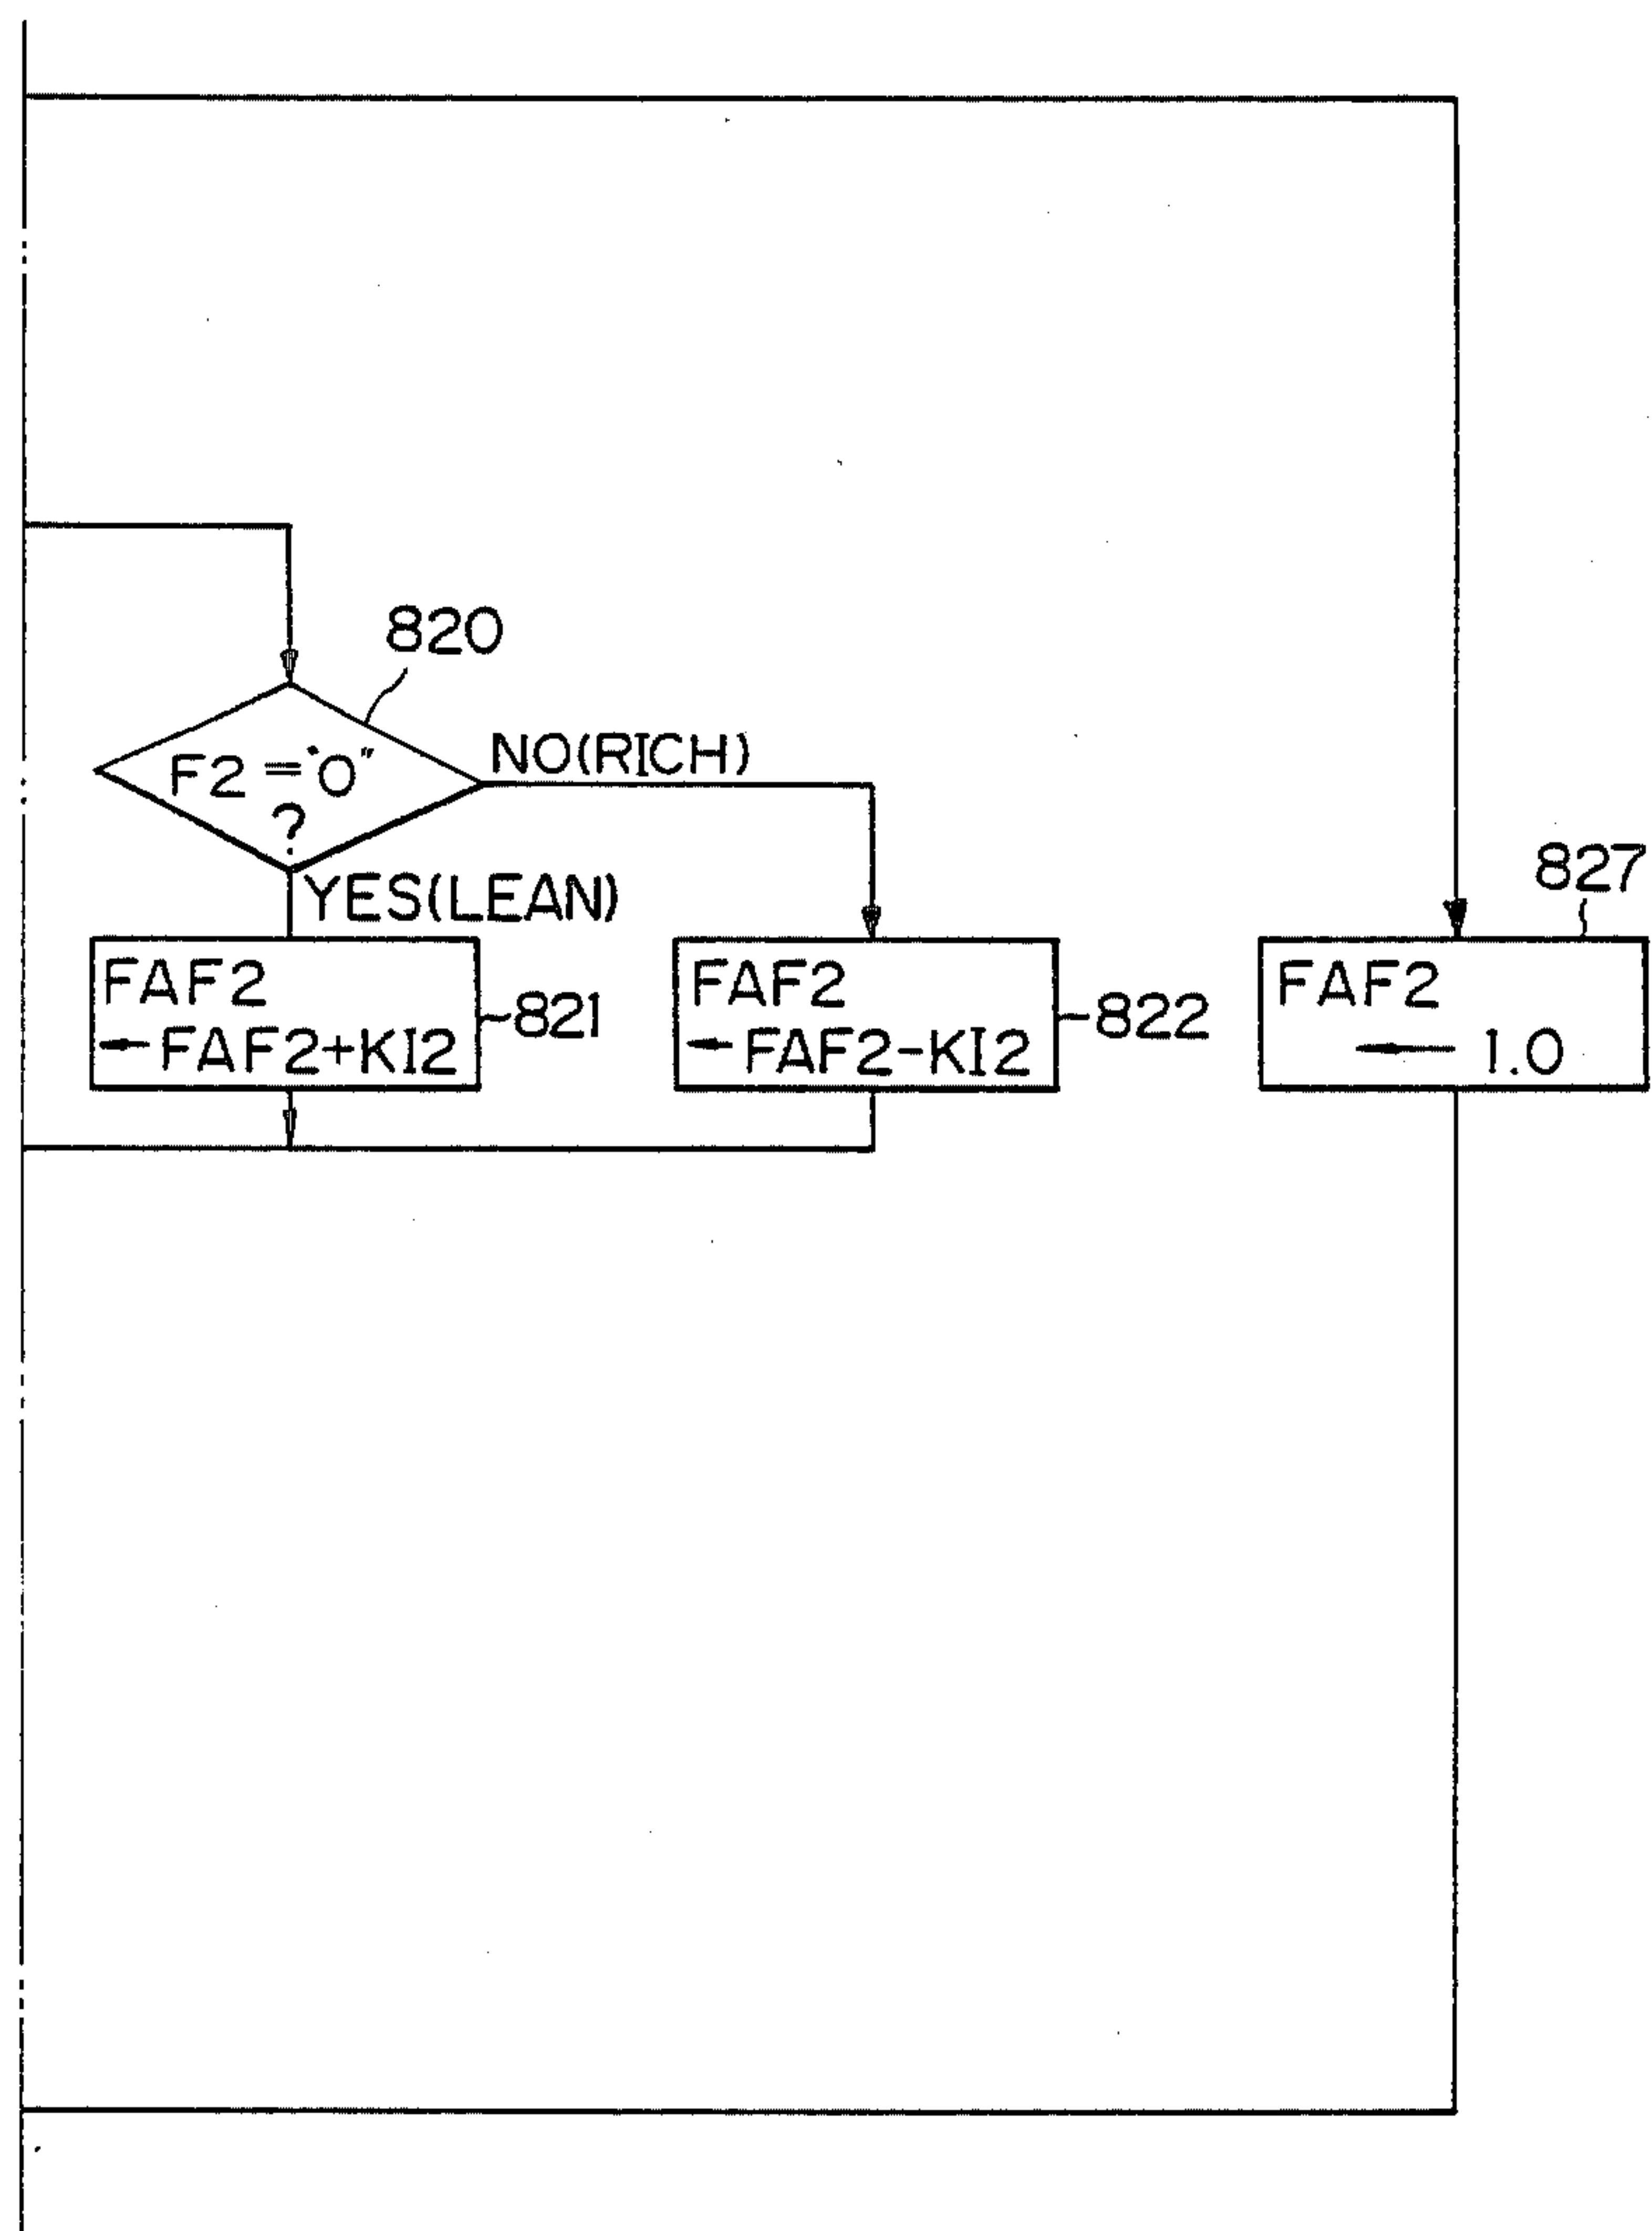 820
F2="0"
?
NO(RICH)
YES(LEAN)
FAF2
←FAF2+KI2
821
FAF2
←FAF2-KI2
822
827
FAF2
← 1.0